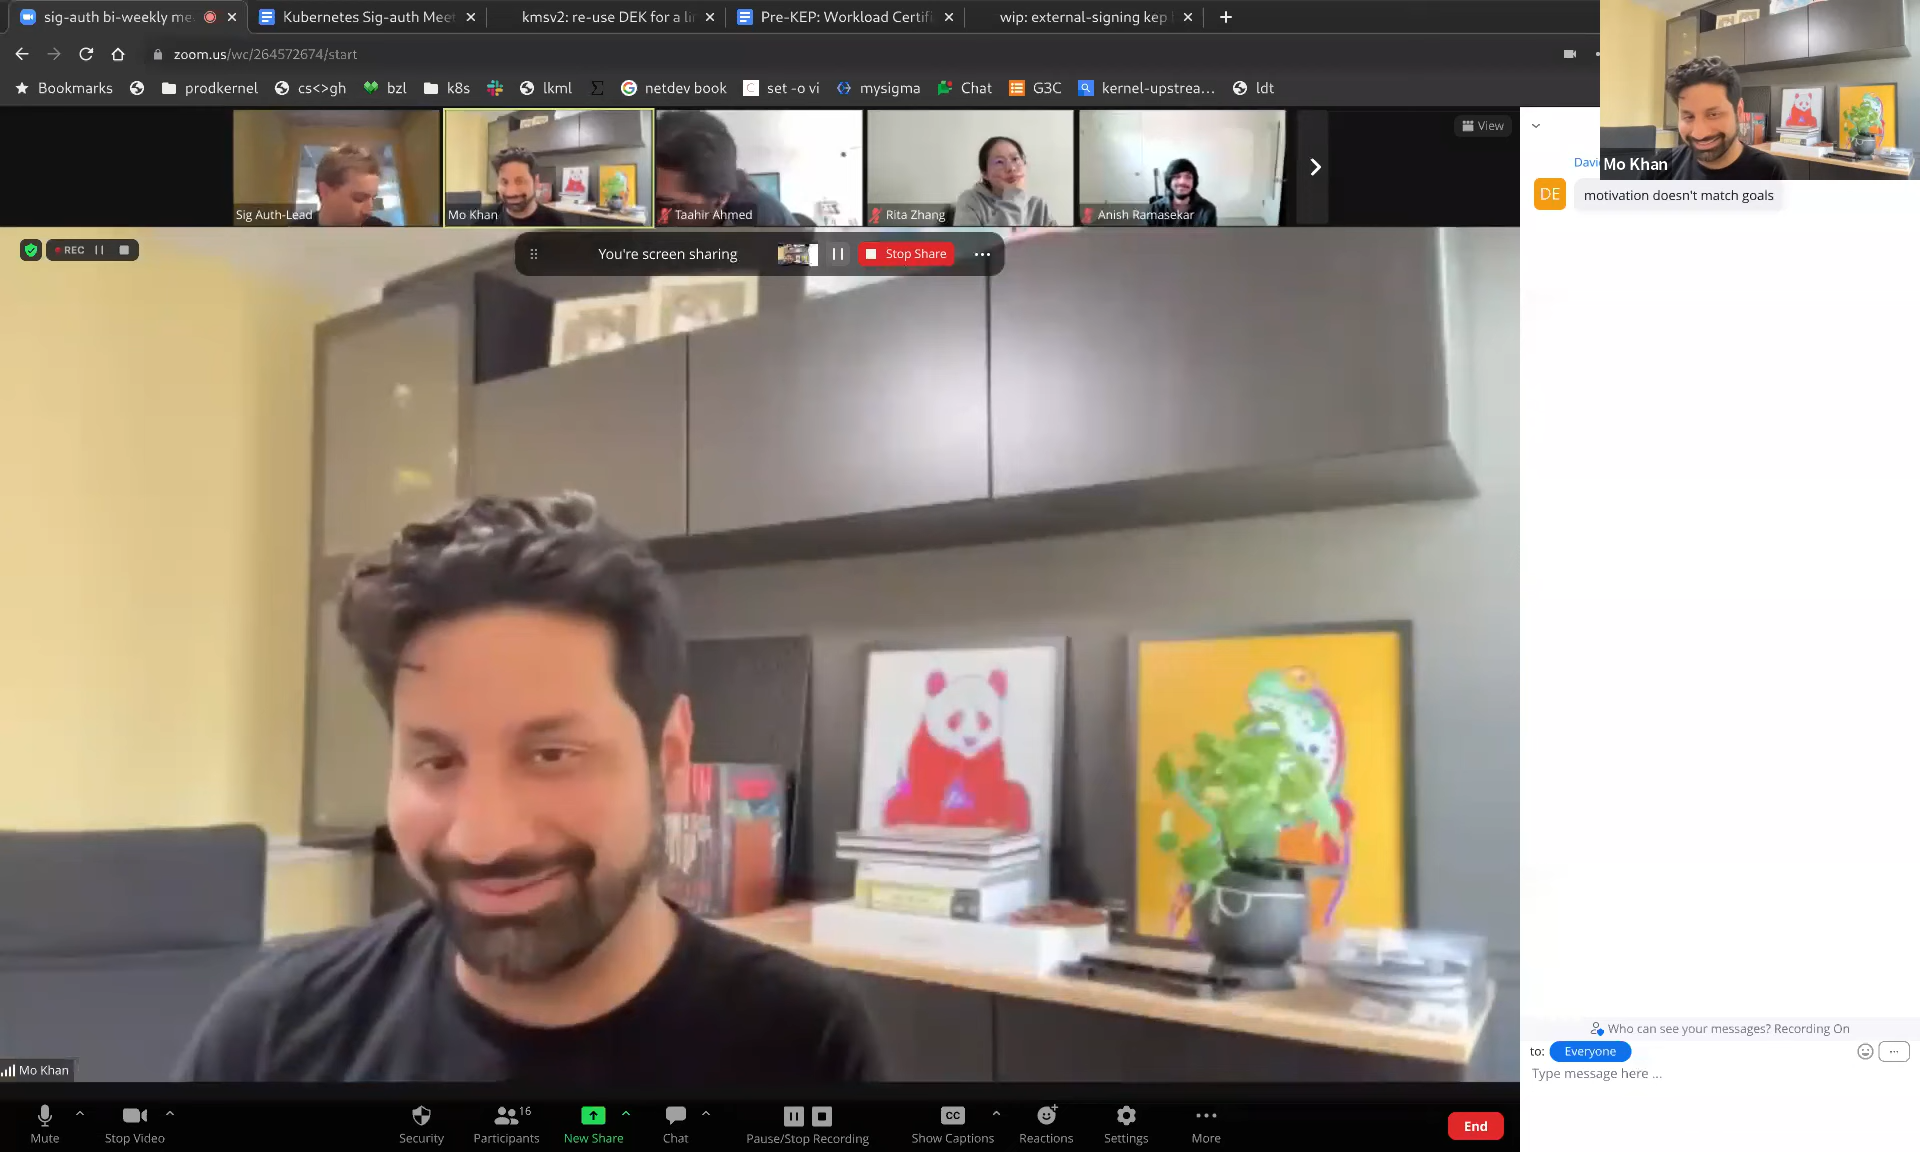 sig-auth bi-weekly me
Kubernetes Sig-auth Meet
kmsv2: re-use DEK for a li
Pre-KEP: Workload Certifi
wip: external-signing kep
zoom.us/wc/264572674/start
Bookmarks
prodkernel
cs<>gh
bzl
k8s
lkml
netdev book
set -o vi
mysigma
Chat
G3C
kernel-upstrea...
ldt
Mo Khan
Sig Auth-Lead
Mo Khan
Taahir Ahmed
Rita Zhang
Anish Ramasekar
View
DE
motivation doesn't match goals
REC
You're screen sharing
Stop Share
Who can see your messages? Recording On
to:
Everyone
Type message here ...
Mo Khan
16
CC
Mute
Stop Video
Security
Participants
New Share
Chat
Pause/Stop Recording
Show Captions
Reactions
Settings
More
End